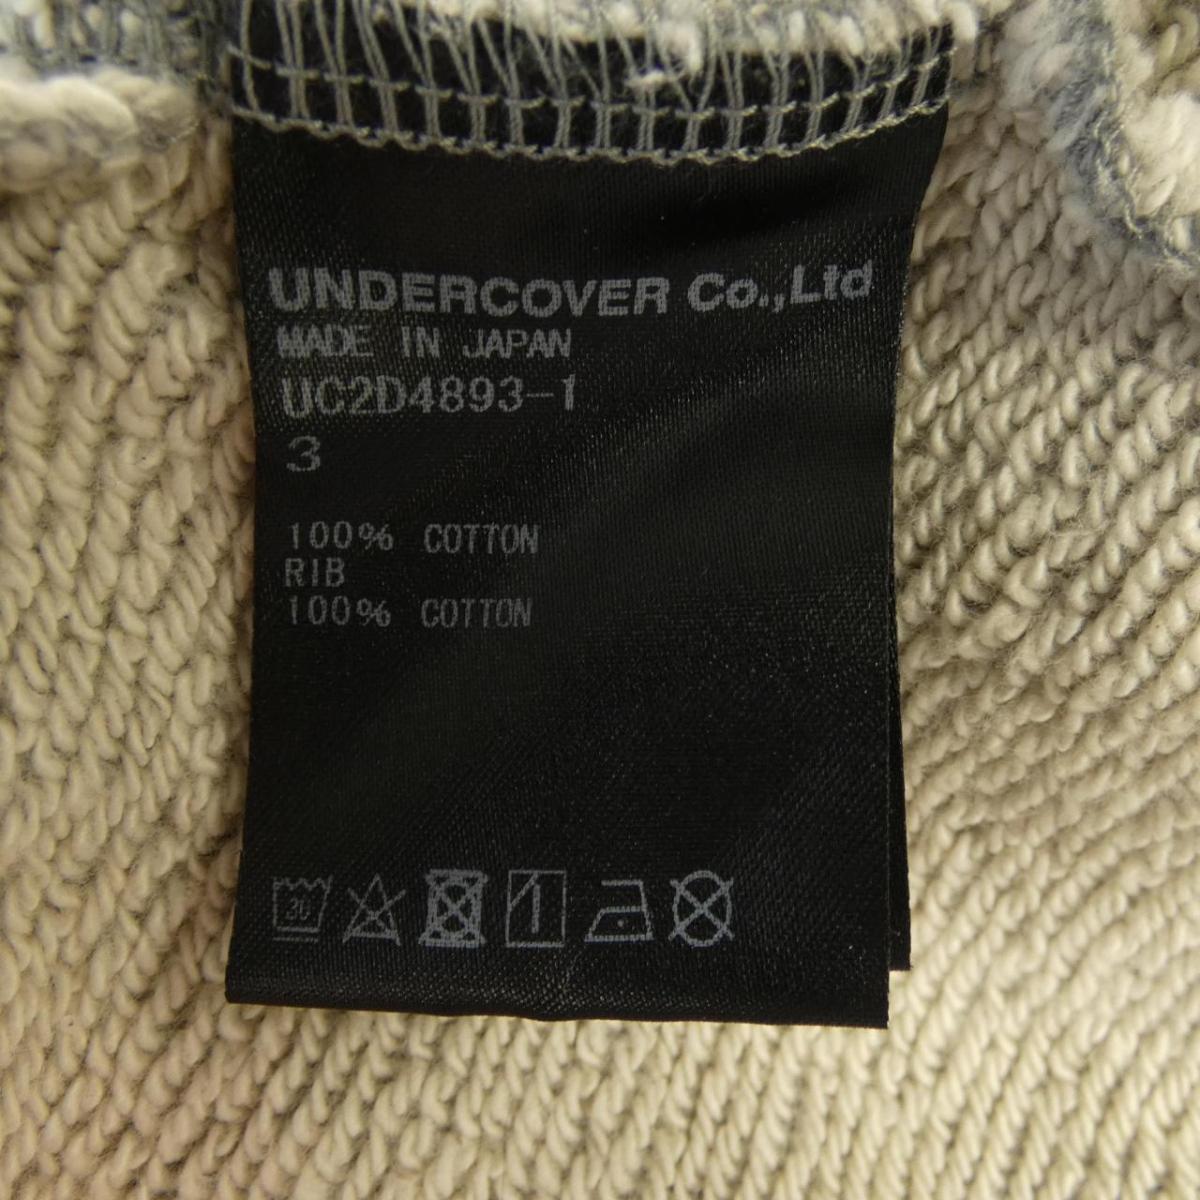 UNDERCOVER Co.,Ltd
MADE IN JAPAN
UC2D4893-1
3
100% COTTON
RIB
100% COTTON
30